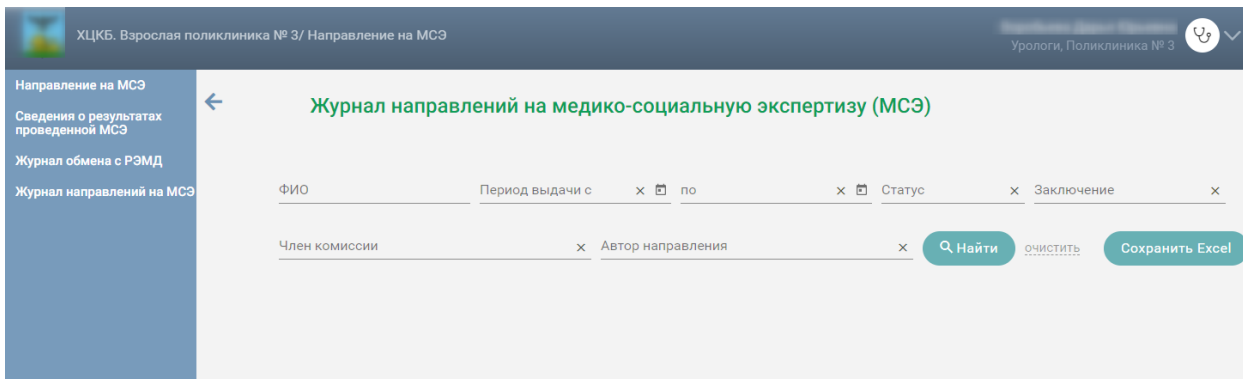 ХЦКБ. Взрослая поликлиника № 3/ Направление на МСЭ
Урологи, Поликлиника № 3
Направление на МСЭ
Сведения о результатах
проведенной МСЭ
Журнал обмена с РЭМД
Журнал направлений на МСЭ
Журнал направлений на медико-социальную экспертизу (МСЭ)
ФИО Период выдачи с по Статус Заключение
Член комиссии Автор направления Найти очистить Сохранить Excel